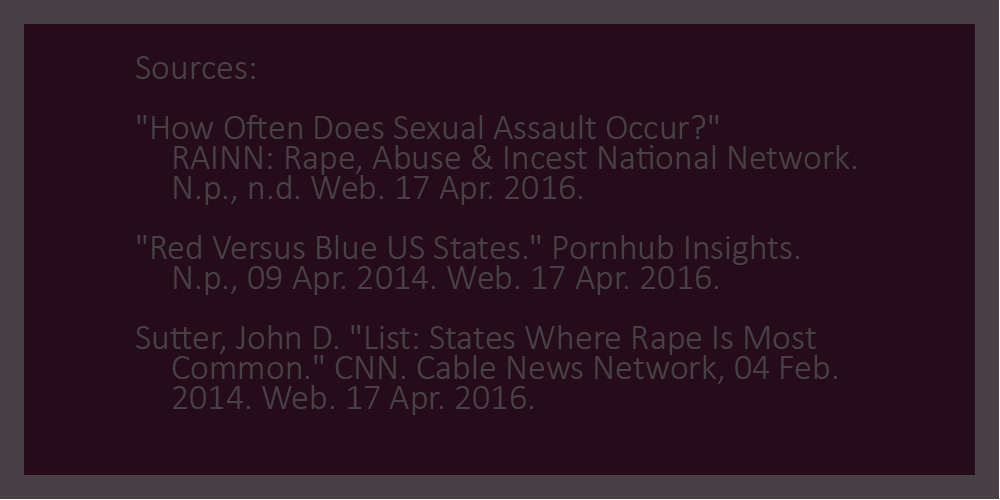 Sources:
"How Often Does Sexual Assault Occur?"
RAINN: Rape, Abuse & Incest National Network.
N.p., n.d. Web. 17 Apr. 2016.
"Red Versus Blue US States." Pornhub Insights.
N.p., 09 Apr. 2014. Web. 17 Apr. 2016.
Sutter, John D. "List: States Where Rape Is Most
Common." CNN. Cable News Network, 04 Feb.
2014. Web. 17 Apr. 2016.